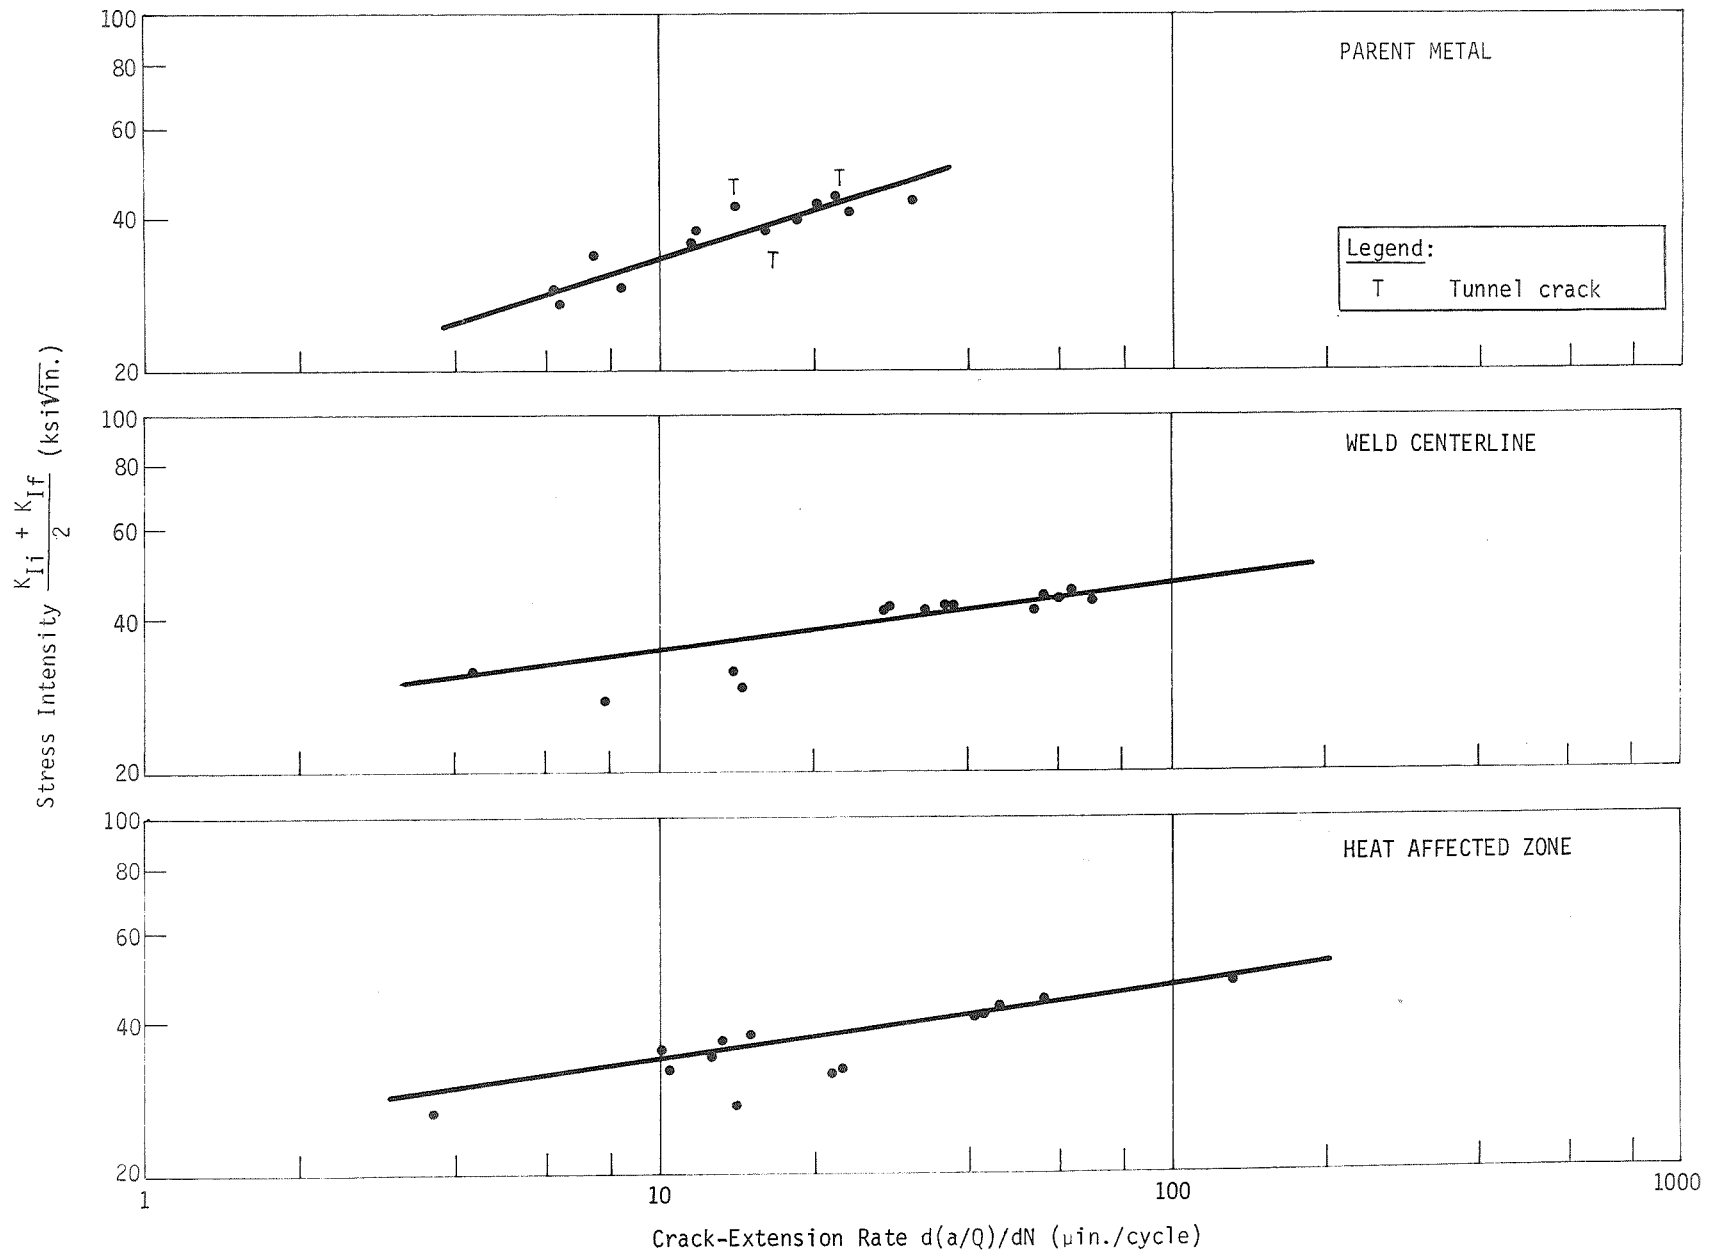 100
80
60
40
20
PARENT METAL
T
T
T
Legend:
T Tunnel crack
100
80
60
40
20
WELD CENTERLINE
100
80
60
40
20
HEAT AFFECTED ZONE
1
10
100
1000
Stress Intensity (K_Ii + K_If)/2 (ksi√in.)
Crack-Extension Rate d(a/Q)/dN (μin./cycle)